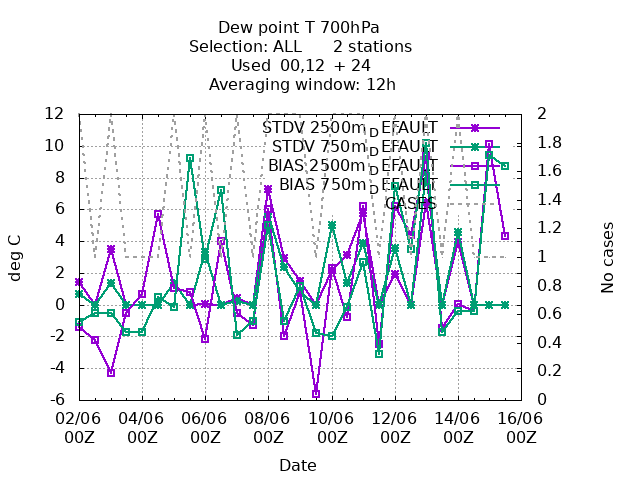 Dew point T 700hPa
Selection: ALL 2 stations
Used 00,12 + 24
Averaging window: 12h
STDV 2500m DEFAULT
STDV 750m DEFAULT
BIAS 2500m DEFAULT
BIAS 750m DEFAULT
CASES
12 2
10 1.8
8 1.6
6 1.4
4 1.2
2 1
0 0.8
-2 0.6
-4 0.4
-6 0.2
0
deg C
No cases
02/06 04/06 06/06 08/06 10/06 12/06 14/06 16/06
00Z 00Z 00Z 00Z 00Z 00Z 00Z 00Z
Date